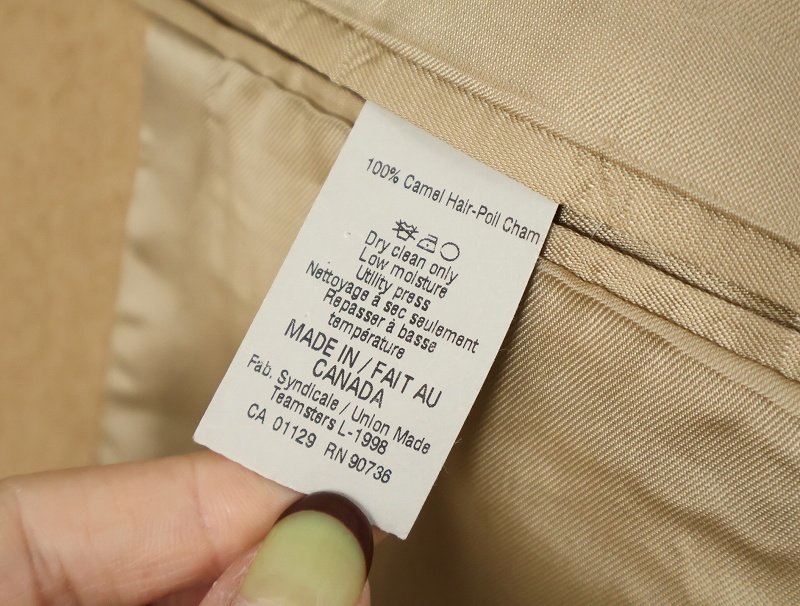 100% Camel Hair-Poil Cham
Dry clean only
Low moisture
Utility press
Nettoyage à sec seulement
Repasser à basse
température
MADE IN / FAIT AU
CANADA
Fab. Syndicale / Union Made
Teamsters L-1998
CA 01129 RN 90736